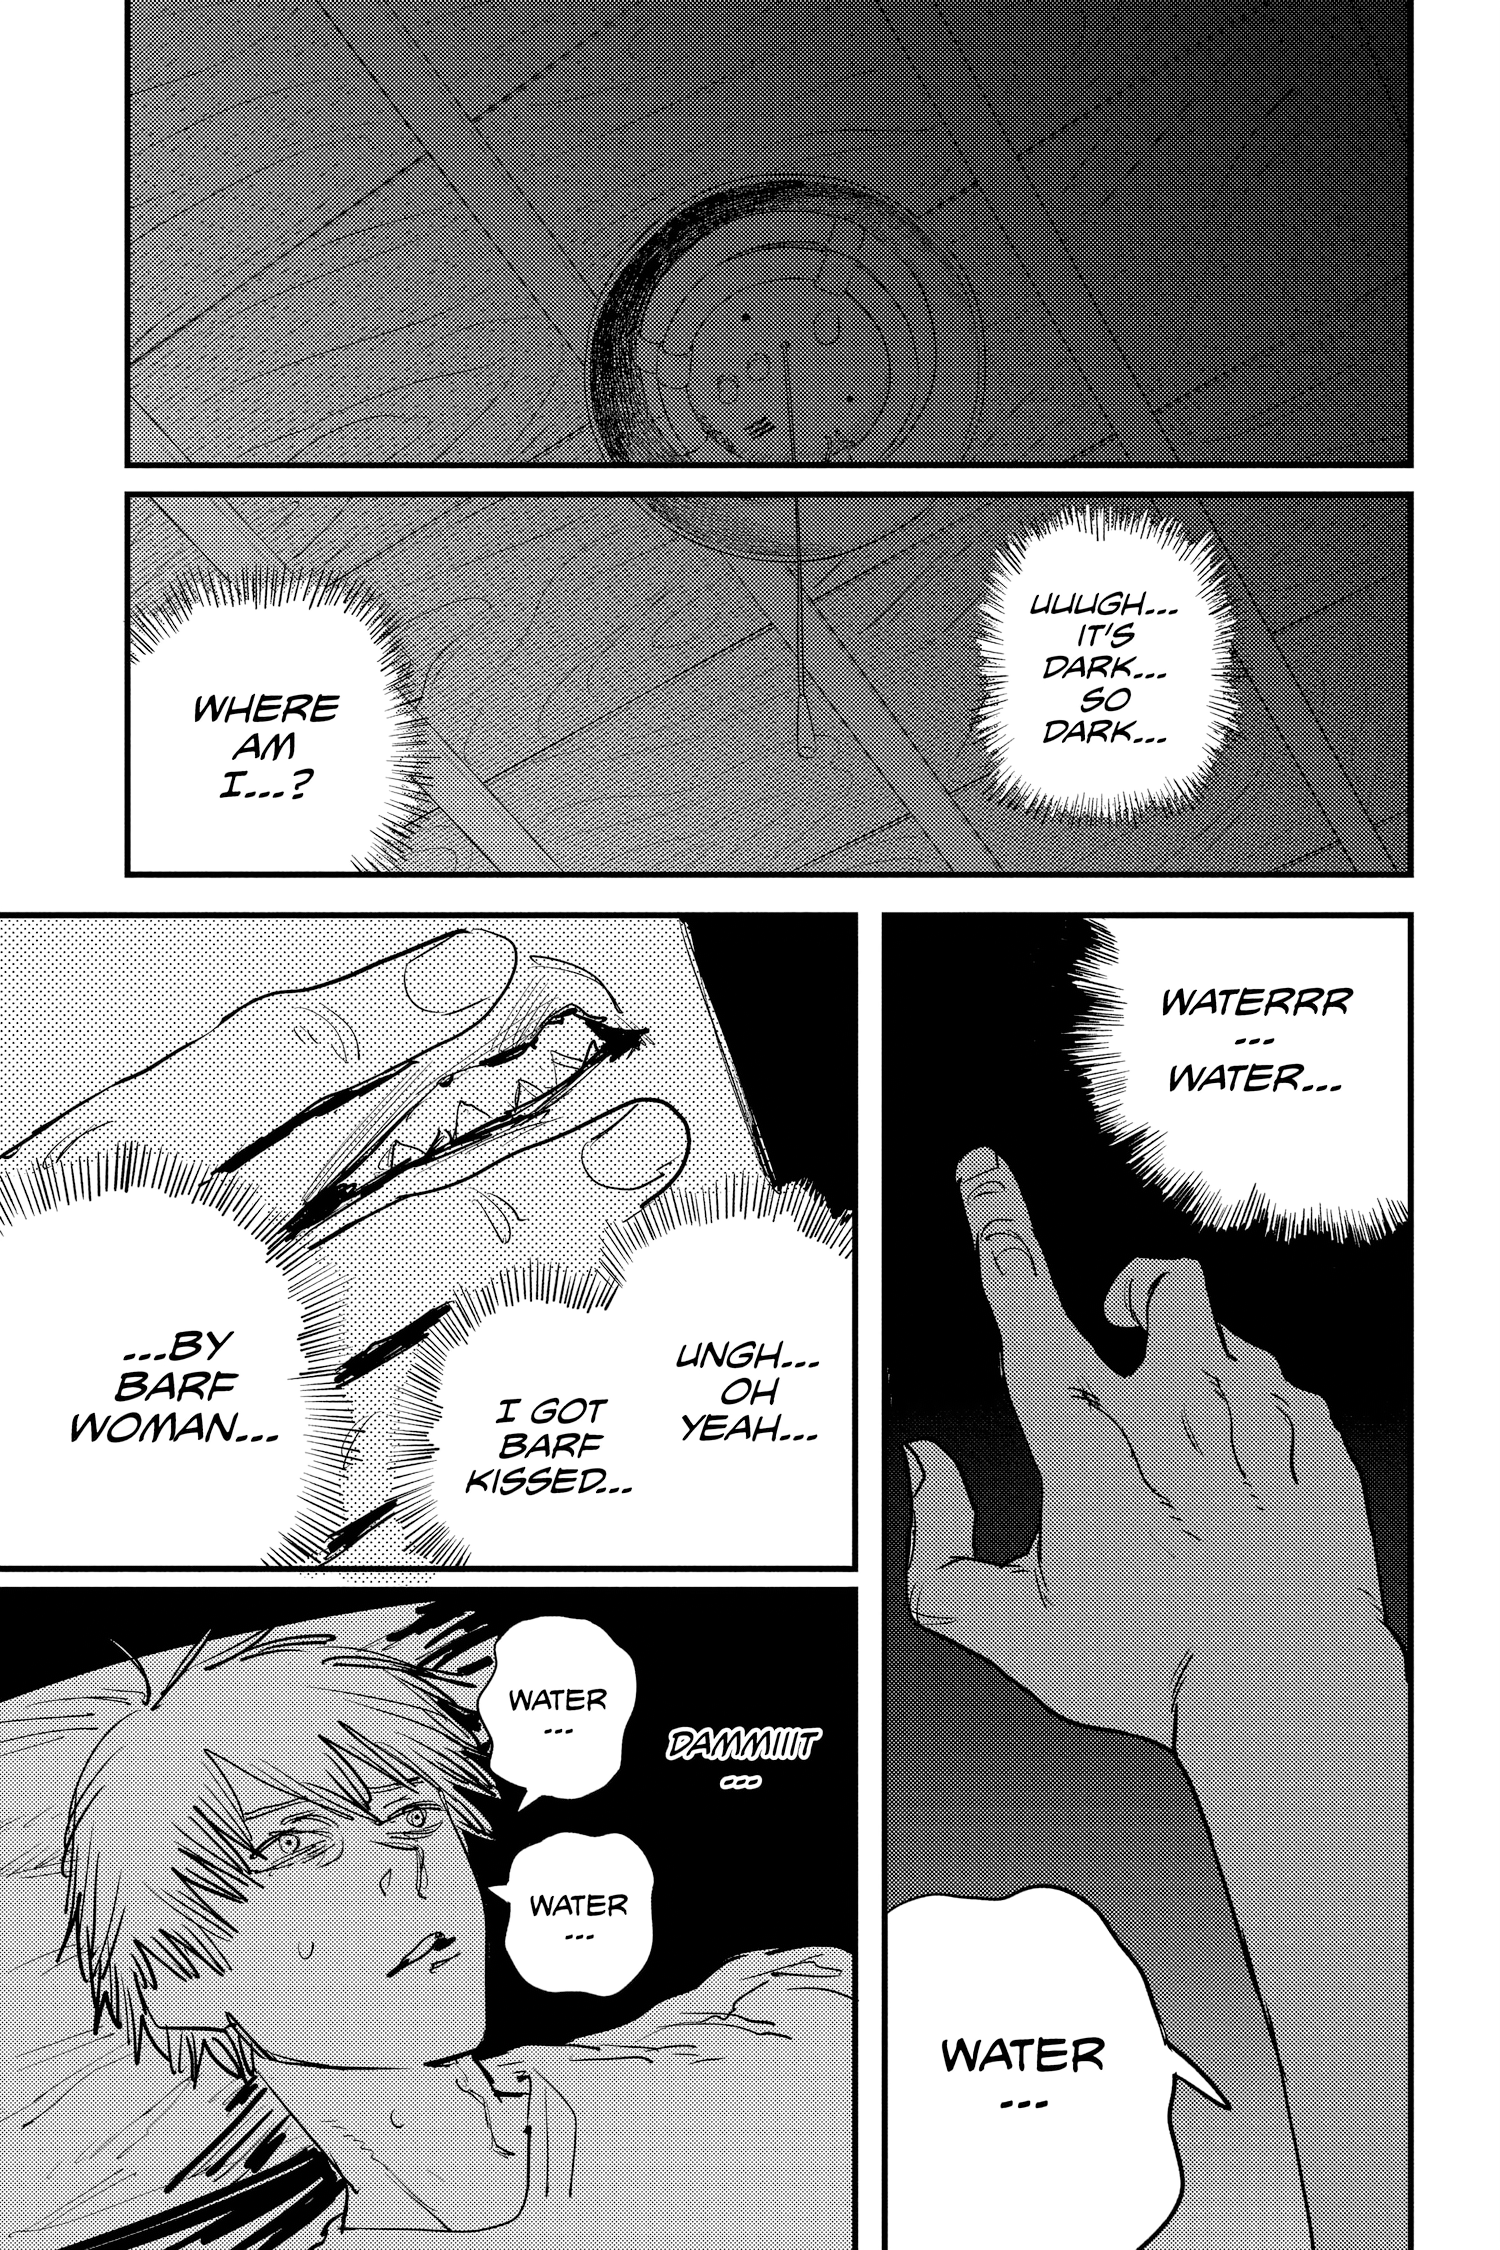 UUUGH...
IT'S
DARK...
SO
DARK...
WHERE
AM
I...?
WATERRR
...
WATER...
WATER
...
UNGH...
OH
YEAH...
I GOT
BARF
KISSED...
...BY
BARF
WOMAN...
DAMMIIIT
...
WATER
...
WATER
...